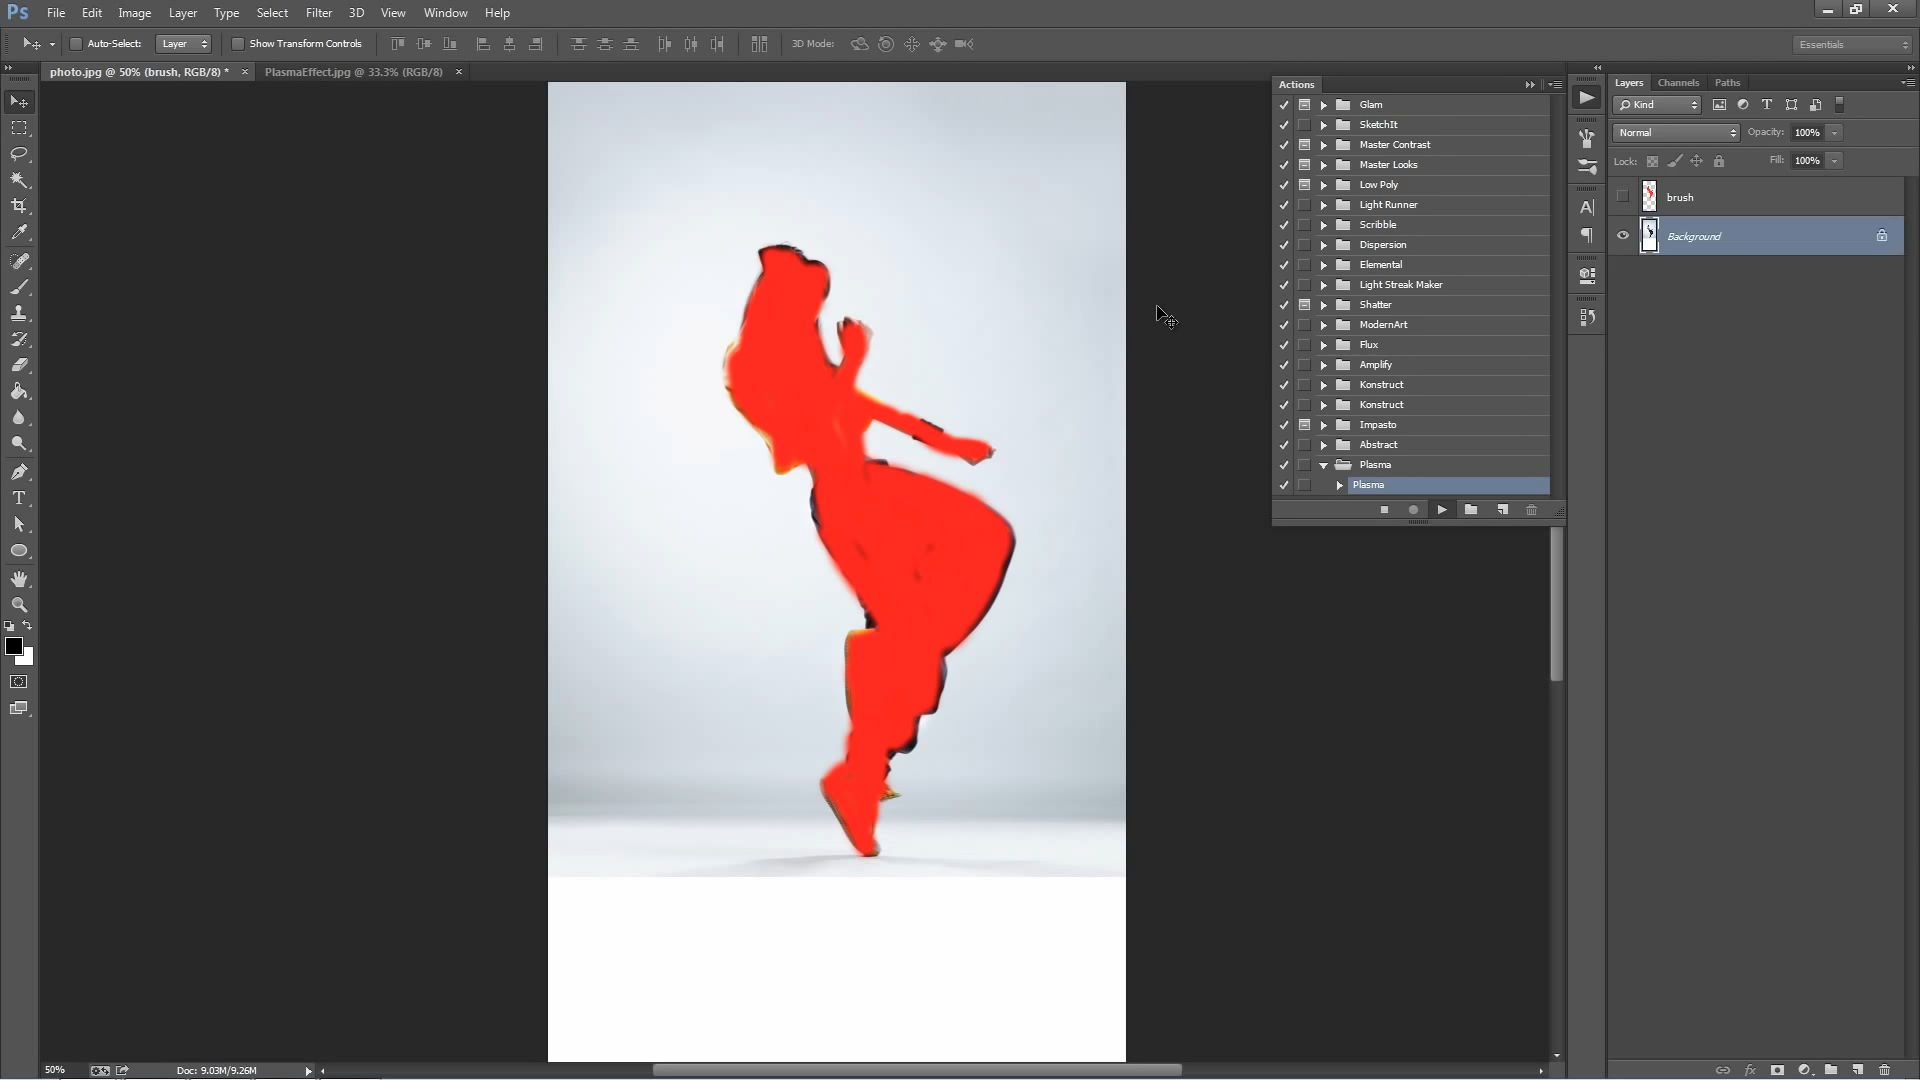 Ps File Edit Image Layer Type Select Filter 3D View Window Help
Auto-Select: Layer Show Transform Controls 3D Mode: Essentials
photo.jpg @ 50% (brush, RGB/8) * × PlasmaEffect.jpg @ 33.3% (RGB/8) ×
Actions
Glam
SketchIt
Master Contrast
Master Looks
Low Poly
Light Runner
Scribble
Dispersion
Elemental
Light Streak Maker
Shatter
ModernArt
Flux
Amplify
Konstruct
Konstruct
Impasto
Abstract
Plasma
Plasma
Layers Channels Paths
Kind
Normal Opacity: 100%
Lock: Fill: 100%
brush
Background
50% Doc: 9.03M/9.26M